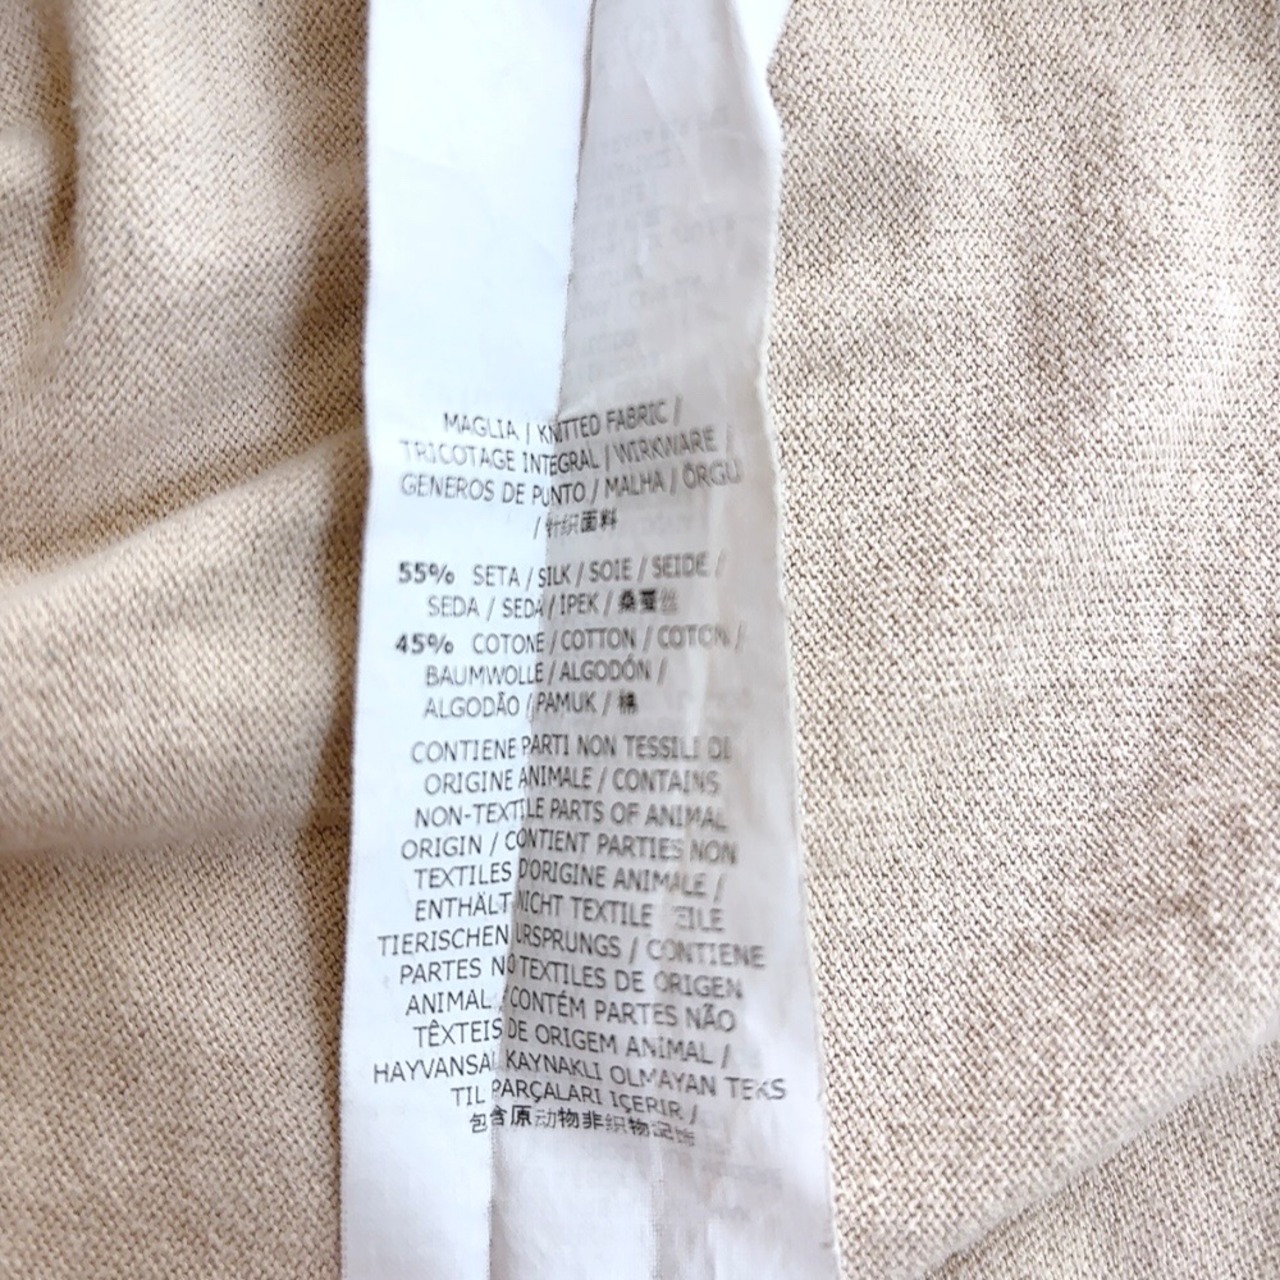 MAGLIA / KNITTED FABRIC /
TRICOTAGE INTEGRAL / WIRKWARE /
GENEROS DE PUNTO / MALHA / ÖRGÜ
/ 针织面料
55% SETA / SILK / SOIE / SEIDE /
SEDA / SEDA / IPEK / 桑蚕丝
45% COTONE / COTTON / COTON /
BAUMWOLLE / ALGODÓN /
ALGODÃO / PAMUK / 棉
CONTIENE PARTI NON TESSILI DI
ORIGINE ANIMALE / CONTAINS
NON-TEXTILE PARTS OF ANIMAL
ORIGIN / CONTIENT PARTIES NON
TEXTILES D'ORIGINE ANIMALE /
ENTHÄLT NICHT TEXTILE TEILE
TIERISCHEN URSPRUNGS / CONTIENE
PARTES NO TEXTILES DE ORIGEN
ANIMAL / CONTÉM PARTES NÃO
TÊXTEIS DE ORIGEM ANIMAL /
HAYVANSAL KAYNAKLI OLMAYAN TEKS
TIL PARÇALARI IÇERIR /
包含原动物非织物记饰